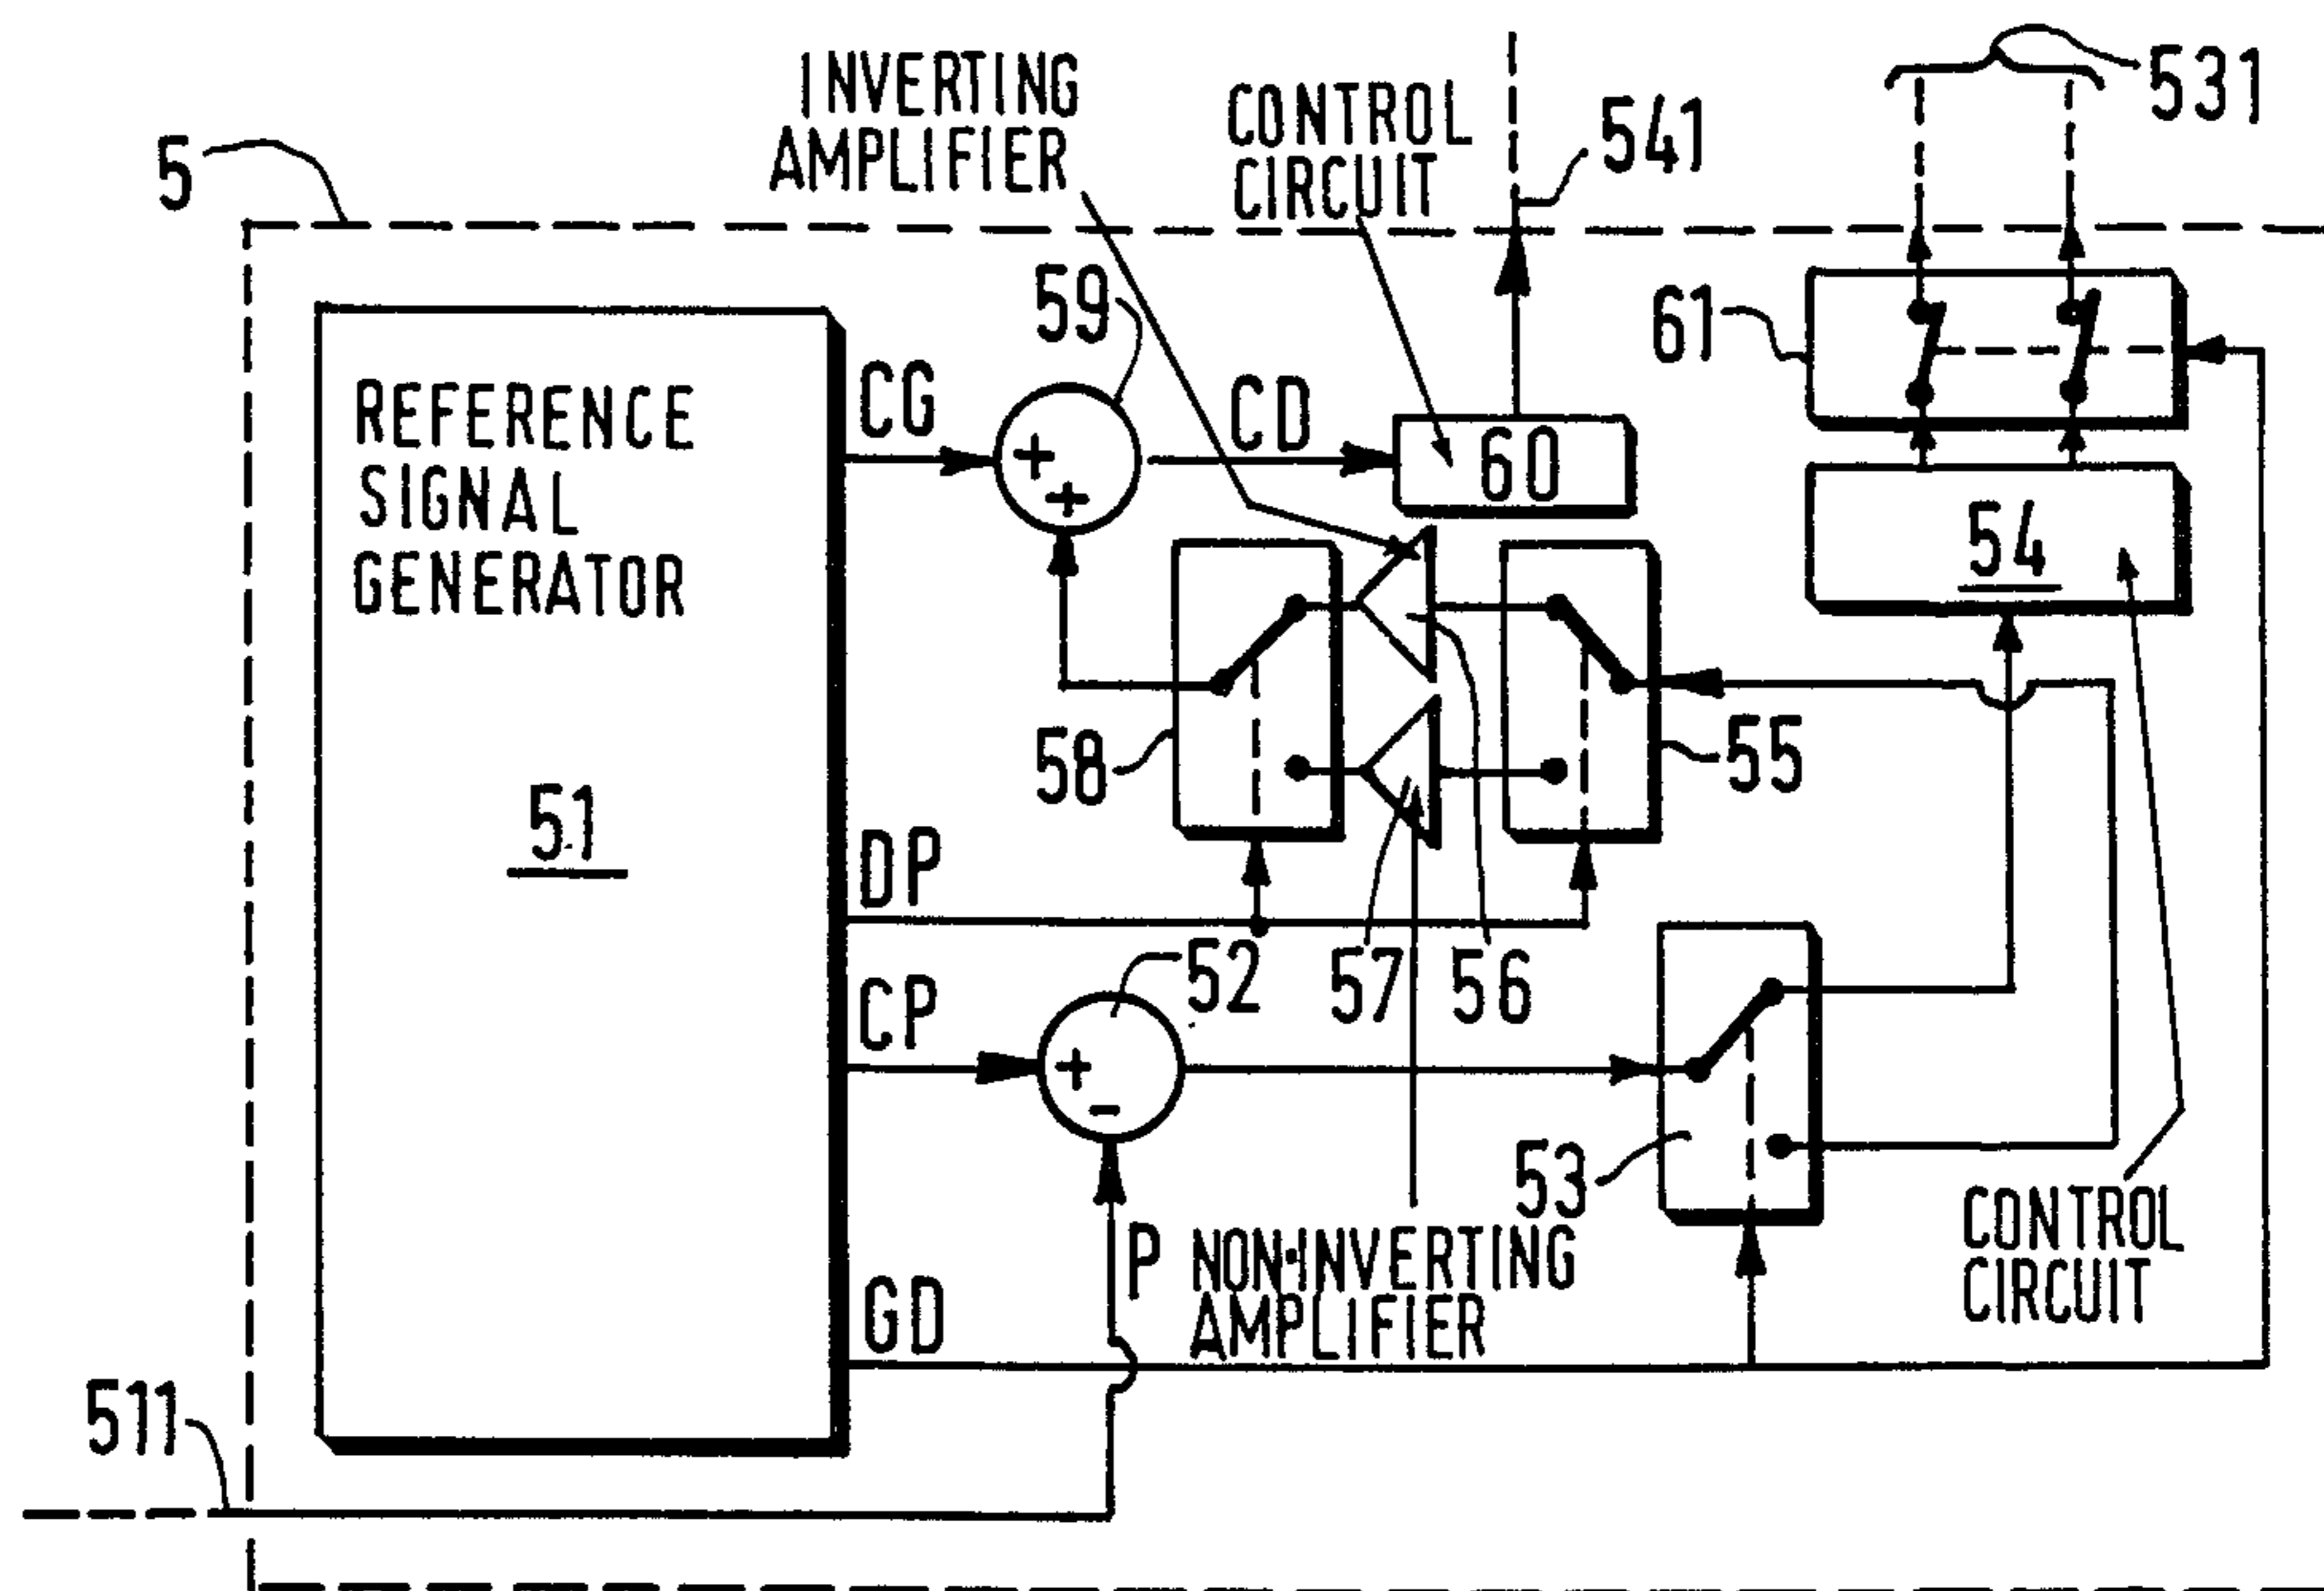 INVERTING
AMPLIFIER
CONTROL
CIRCUIT
541
531
5
59
61
CG
+
+
CD
60
REFERENCE
SIGNAL
GENERATOR
54
51
58
55
DP
52
57
56
CP
+
-
53
P
NON-INVERTING
AMPLIFIER
CONTROL
CIRCUIT
GD
511